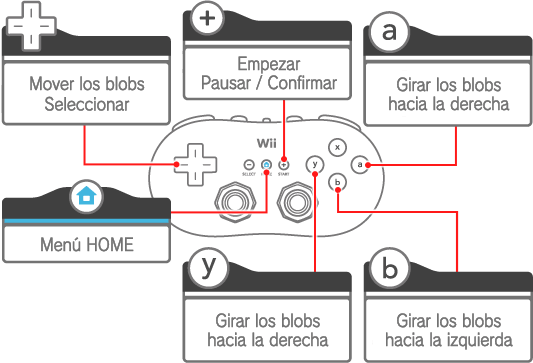 +
a
Mover los blobs
Seleccionar
Empezar
Pausar / Confirmar
Girar los blobs
hacia la derecha
Wii
x
y
a
b
SELECT
HOME
START
Menú HOME
y
b
Girar los blobs
hacia la derecha
Girar los blobs
hacia la izquierda